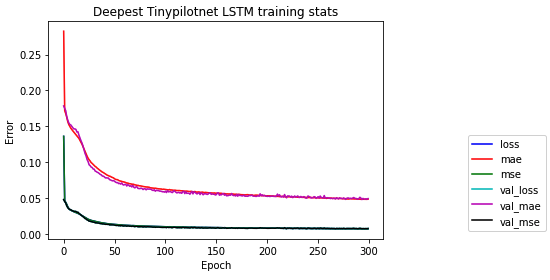 Deepest Tinypilotnet LSTM training stats
Error
0.25
0.20
0.15
0.10
0.05
0.00
0
50
100
150
200
250
300
Epoch
loss
mae
mse
val_loss
val_mae
val_mse